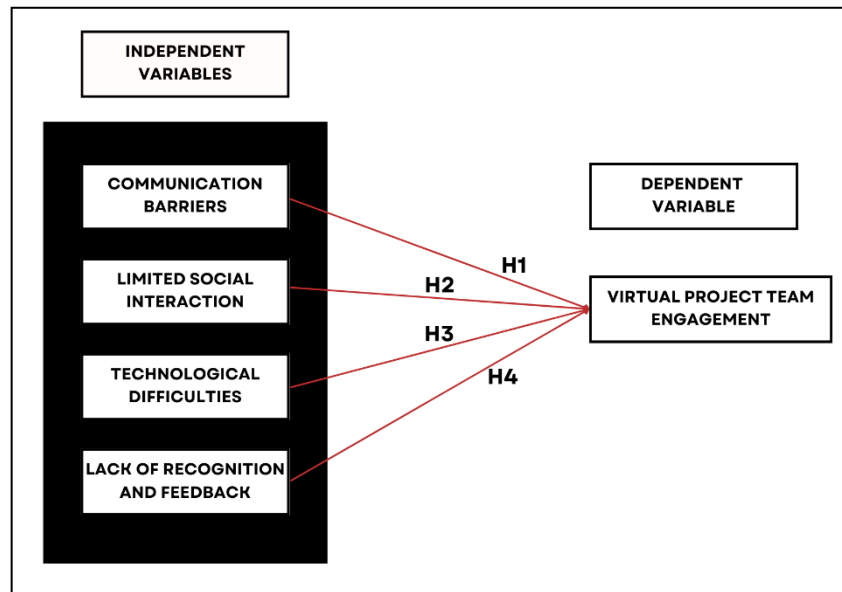 INDEPENDENT
VARIABLES
COMMUNICATION
BARRIERS
LIMITED SOCIAL
INTERACTION
TECHNOLOGICAL
DIFFICULTIES
LACK OF RECOGNITION
AND FEEDBACK
H1
H2
H3
H4
DEPENDENT
VARIABLE
VIRTUAL PROJECT TEAM
ENGAGEMENT